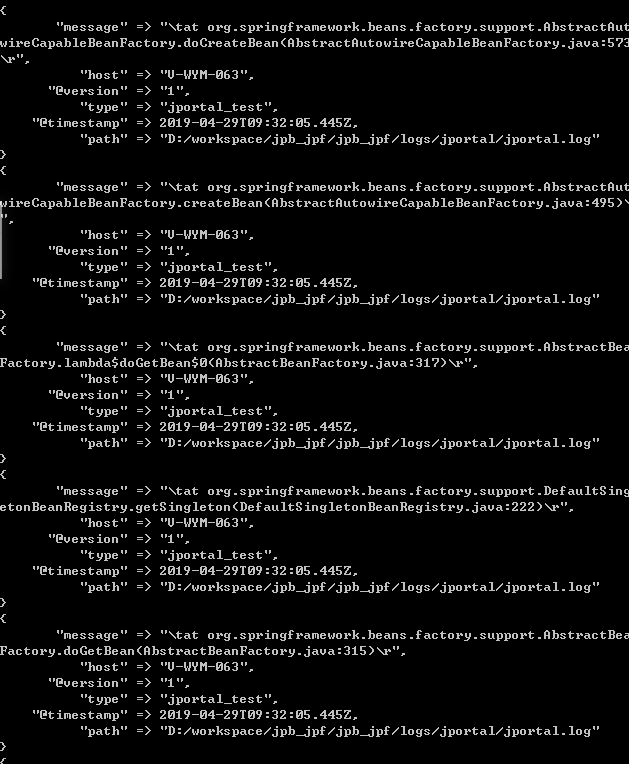 {
"message" => "\tat org.springframework.beans.factory.support.AbstractAut
wireCapableBeanFactory.doCreateBean(AbstractAutowireCapableBeanFactory.java:573
\r",
"host" => "V-WYM-063",
"@version" => "1",
"type" => "jportal_test",
"@timestamp" => 2019-04-29T09:32:05.445Z,
"path" => "D:/workspace/jpb_jpf/jpb_jpf/logs/jportal/jportal.log"
}
{
"message" => "\tat org.springframework.beans.factory.support.AbstractAut
wireCapableBeanFactory.createBean(AbstractAutowireCapableBeanFactory.java:495)\
",
"host" => "V-WYM-063",
"@version" => "1",
"type" => "jportal_test",
"@timestamp" => 2019-04-29T09:32:05.445Z,
"path" => "D:/workspace/jpb_jpf/jpb_jpf/logs/jportal/jportal.log"
}
{
"message" => "\tat org.springframework.beans.factory.support.AbstractBea
Factory.lambda$doGetBean$0(AbstractBeanFactory.java:317)\r",
"host" => "V-WYM-063",
"@version" => "1",
"type" => "jportal_test",
"@timestamp" => 2019-04-29T09:32:05.445Z,
"path" => "D:/workspace/jpb_jpf/jpb_jpf/logs/jportal/jportal.log"
}
{
"message" => "\tat org.springframework.beans.factory.support.DefaultSing
etonBeanRegistry.getSingleton(DefaultSingletonBeanRegistry.java:222)\r",
"host" => "V-WYM-063",
"@version" => "1",
"type" => "jportal_test",
"@timestamp" => 2019-04-29T09:32:05.445Z,
"path" => "D:/workspace/jpb_jpf/jpb_jpf/logs/jportal/jportal.log"
}
{
"message" => "\tat org.springframework.beans.factory.support.AbstractBea
Factory.doGetBean(AbstractBeanFactory.java:315)\r",
"host" => "V-WYM-063",
"@version" => "1",
"type" => "jportal_test",
"@timestamp" => 2019-04-29T09:32:05.445Z,
"path" => "D:/workspace/jpb_jpf/jpb_jpf/logs/jportal/jportal.log"
}
{